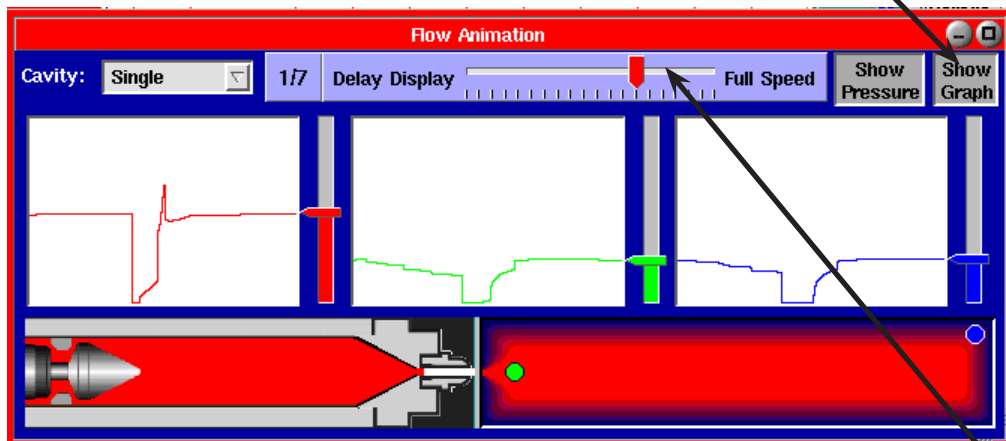 Flow Animation
Cavity: Single 1/7 Delay Display Full Speed
Show Pressure
Show Graph